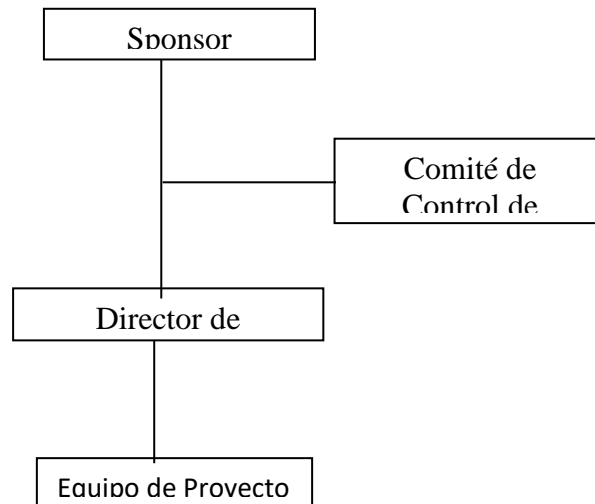 Sponsor
Comité de
Control de
Director de
Equipo de Proyecto